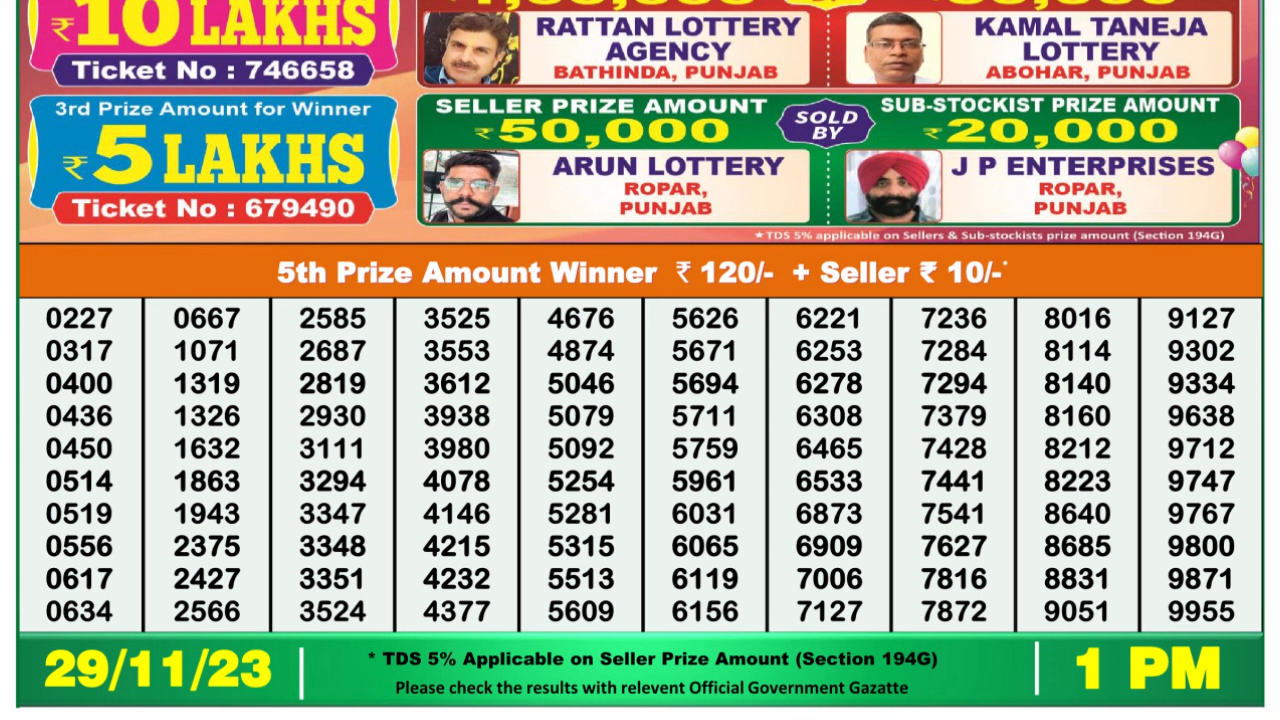 ₹10 LAKHS
Ticket No : 746658
RATTAN LOTTERY
AGENCY
BATHINDA, PUNJAB
KAMAL TANEJA
LOTTERY
ABOHAR, PUNJAB
3rd Prize Amount for Winner
₹5 LAKHS
Ticket No : 679490
SELLER PRIZE AMOUNT
₹50,000
SOLD
BY
SUB-STOCKIST PRIZE AMOUNT
₹20,000
ARUN LOTTERY
ROPAR,
PUNJAB
J P ENTERPRISES
ROPAR,
PUNJAB
★TDS 5% applicable on Sellers & Sub-stockists prize amount (Section 194G)
5th Prize Amount Winner ₹ 120/- + Seller ₹ 10/-*
0227 0667 2585 3525 4676 5626 6221 7236 8016 9127
0317 1071 2687 3553 4874 5671 6253 7284 8114 9302
0400 1319 2819 3612 5046 5694 6278 7294 8140 9334
0436 1326 2930 3938 5079 5711 6308 7379 8160 9638
0450 1632 3111 3980 5092 5759 6465 7428 8212 9712
0514 1863 3294 4078 5254 5961 6533 7441 8223 9747
0519 1943 3347 4146 5281 6031 6873 7541 8640 9767
0556 2375 3348 4215 5315 6065 6909 7627 8685 9800
0617 2427 3351 4232 5513 6119 7006 7816 8831 9871
0634 2566 3524 4377 5609 6156 7127 7872 9051 9955
29/11/23
* TDS 5% Applicable on Seller Prize Amount (Section 194G)
Please check the results with relevent Official Government Gazatte
1 PM